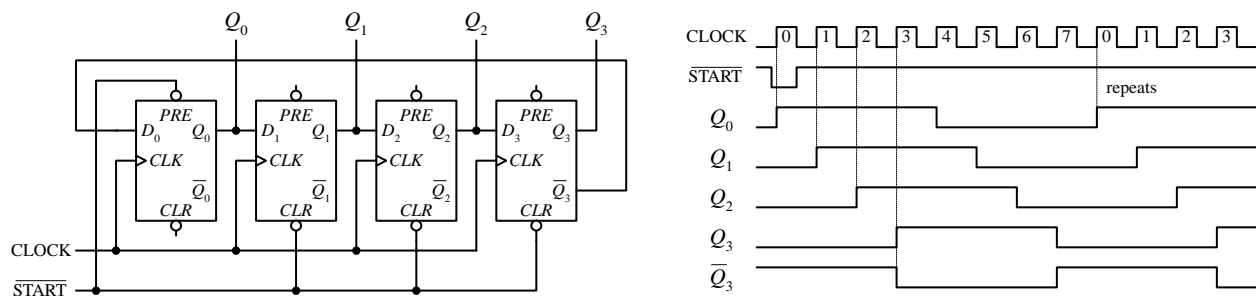 Q₀ Q₁ Q₂ Q₃
PRE PRE PRE PRE
D₀ Q₀ D₁ Q₁ D₂ Q₂ D₃ Q₃
CLK CLK CLK CLK
Q̅₀ Q̅₁ Q̅₂ Q̅₃
CLR CLR CLR CLR
CLOCK
S̅T̅A̅R̅T̅
CLOCK 0 1 2 3 4 5 6 7 0 1 2 3
S̅T̅A̅R̅T̅
repeats
Q₀
Q₁
Q₂
Q₃
Q̅₃